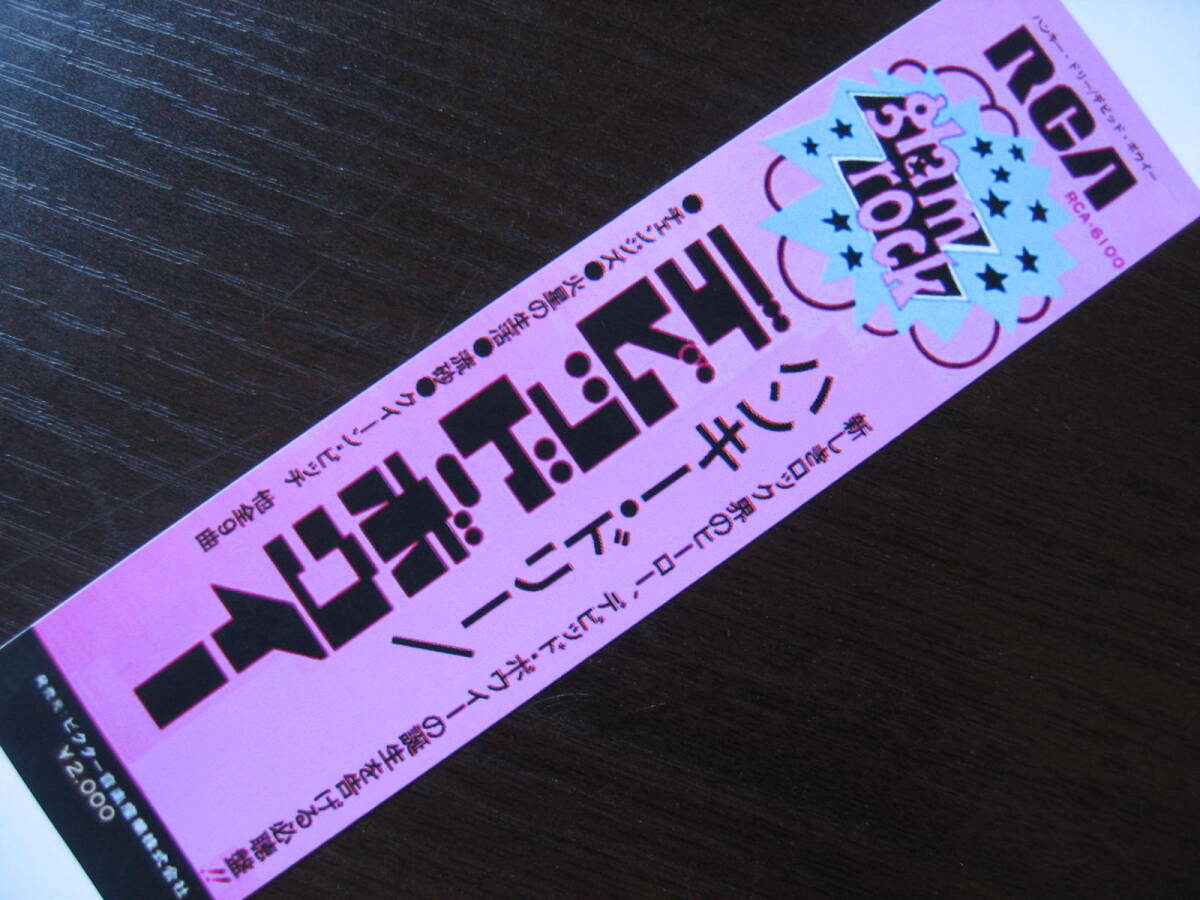 ハンキー・ドリー/デビッド・ボウイー
RCA
RCA-6100
glam
rock
新しきロック界のヒーロー、デビッド・ボウイーの誕生を告げる必聴盤!!
ハンキー・ドリー/
デビッド・ボウイー
●チェンジス●火星の生活●流砂●クイーン・ビッチ 他全9曲
発売元・ビクター音楽産業株式会社
¥2,000